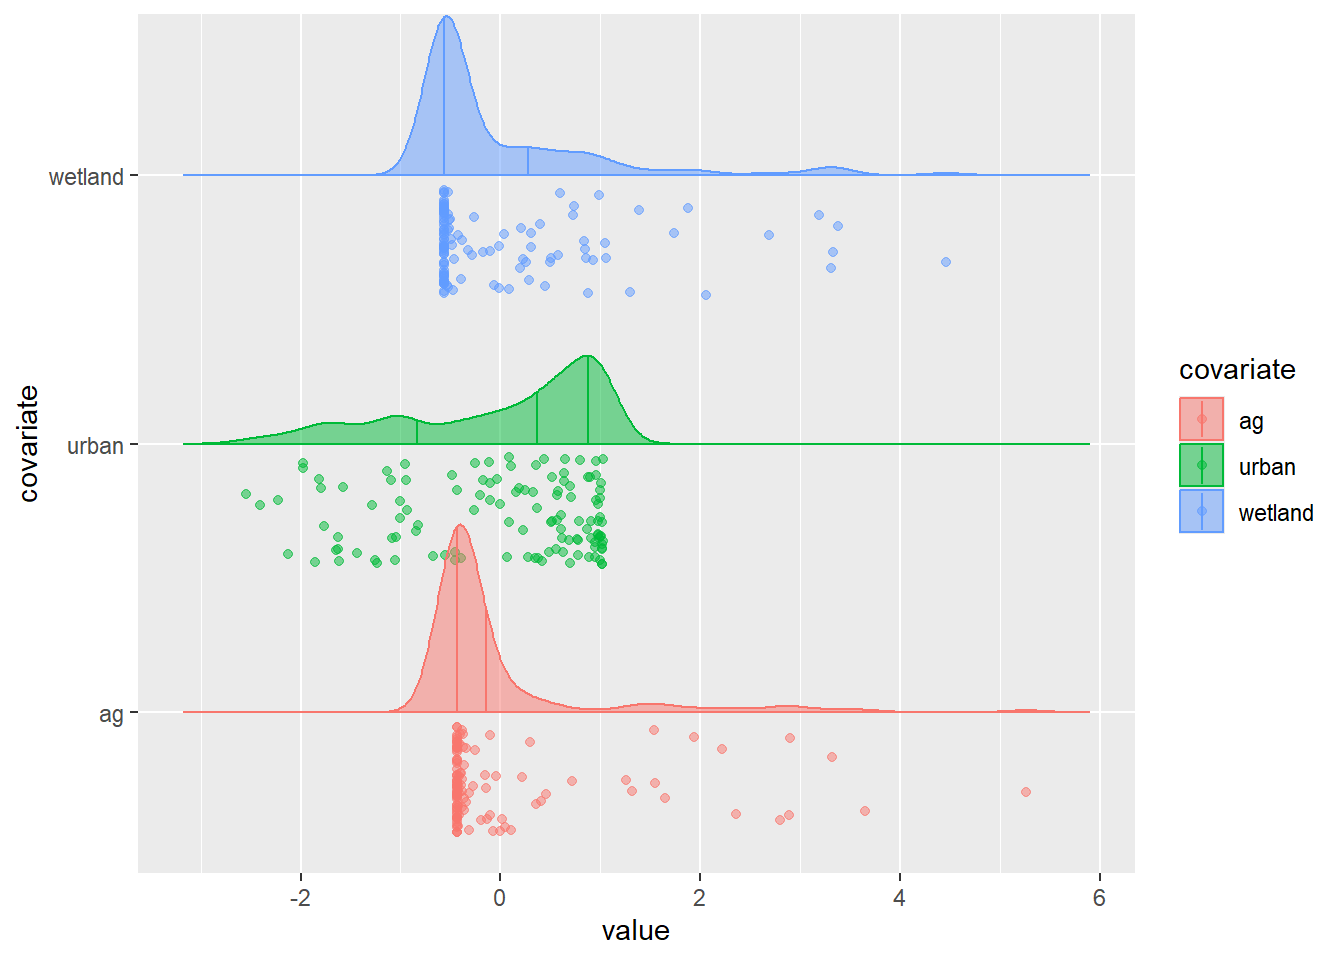 wetland
urban
ag
covariate
-2
0
2
4
6
value
covariate
ag
urban
wetland